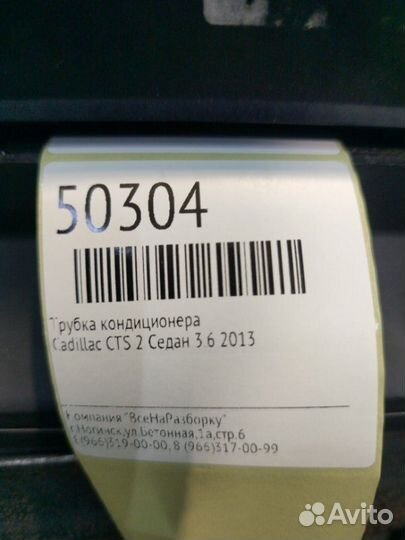 50304
Трубка кондиционера
Cadillac CTS 2 Седан 3.6 2013
Компания "ВсеНаРазборку"
г.Ногинск,ул.Бетонная,1а,стр.6
8 (966)319-00-00, 8 (966)317-00-99
Avito